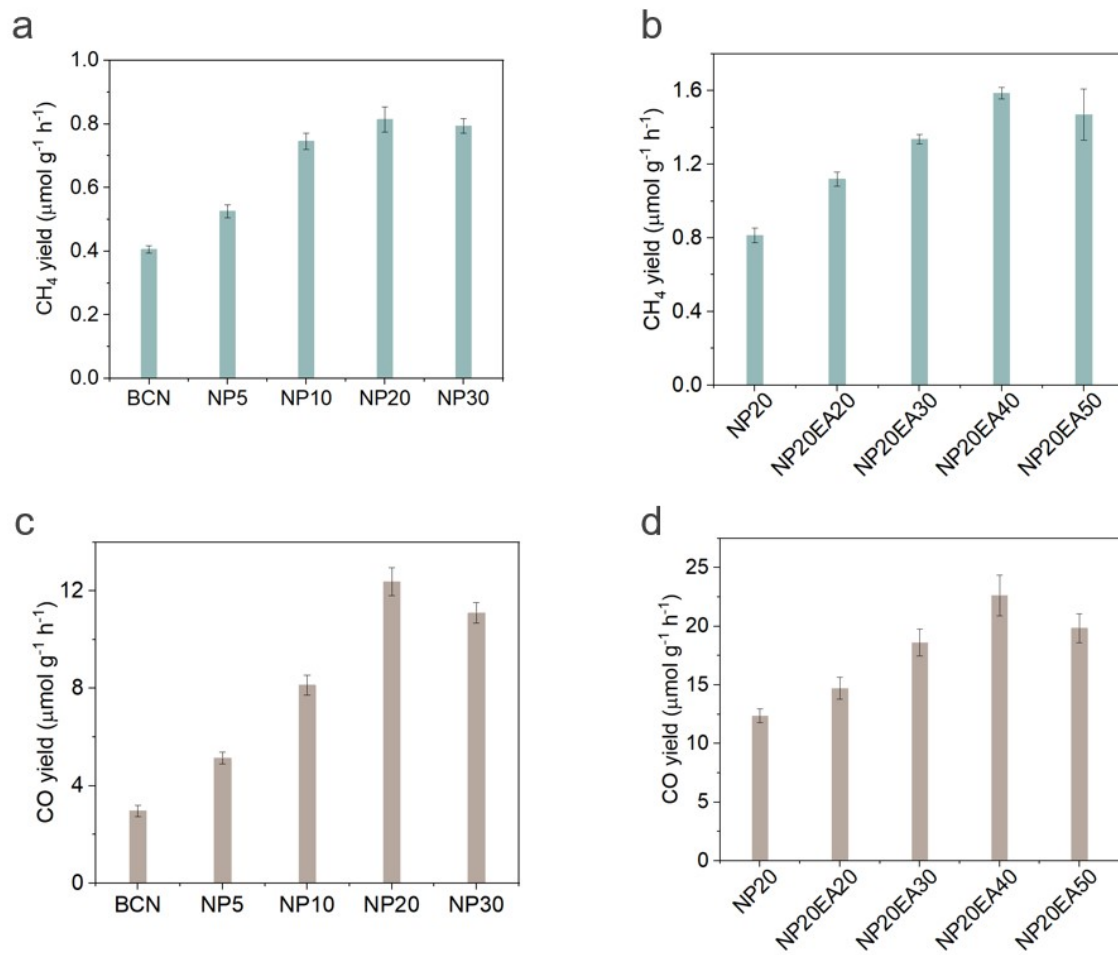 a
CH₄ yield (μmol g⁻¹ h⁻¹)
1.0
0.8
0.6
0.4
0.2
0.0
BCN NP5 NP10 NP20 NP30
b
CH₄ yield (μmol g⁻¹ h⁻¹)
1.6
1.2
0.8
0.4
0.0
NP20 NP20EA20 NP20EA30 NP20EA40 NP20EA50
c
CO yield (μmol g⁻¹ h⁻¹)
12
8
4
0
BCN NP5 NP10 NP20 NP30
d
CO yield (μmol g⁻¹ h⁻¹)
25
20
15
10
5
0
NP20 NP20EA20 NP20EA30 NP20EA40 NP20EA50